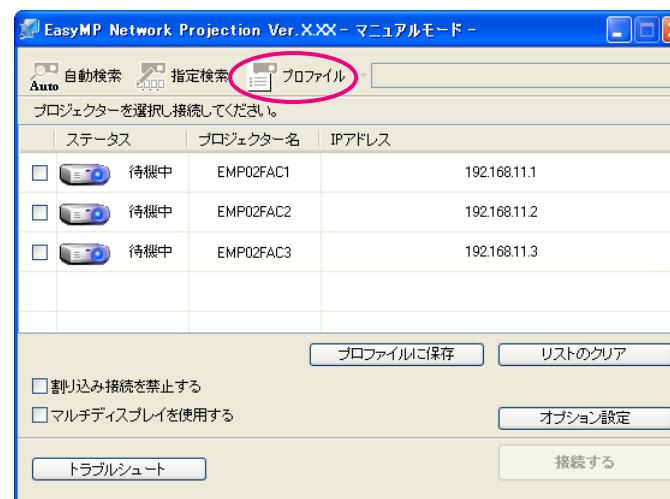 EasyMP Network Projection Ver.X.XX - マニュアルモード -
Auto 自動検索 指定検索 プロファイル
プロジェクターを選択し接続してください。
ステータス プロジェクター名 IPアドレス
待機中 EMP02FAC1 192.168.11.1
待機中 EMP02FAC2 192.168.11.2
待機中 EMP02FAC3 192.168.11.3
プロファイルに保存 リストのクリア
割り込み接続を禁止する
マルチディスプレイを使用する
オプション設定
トラブルシュート 接続する